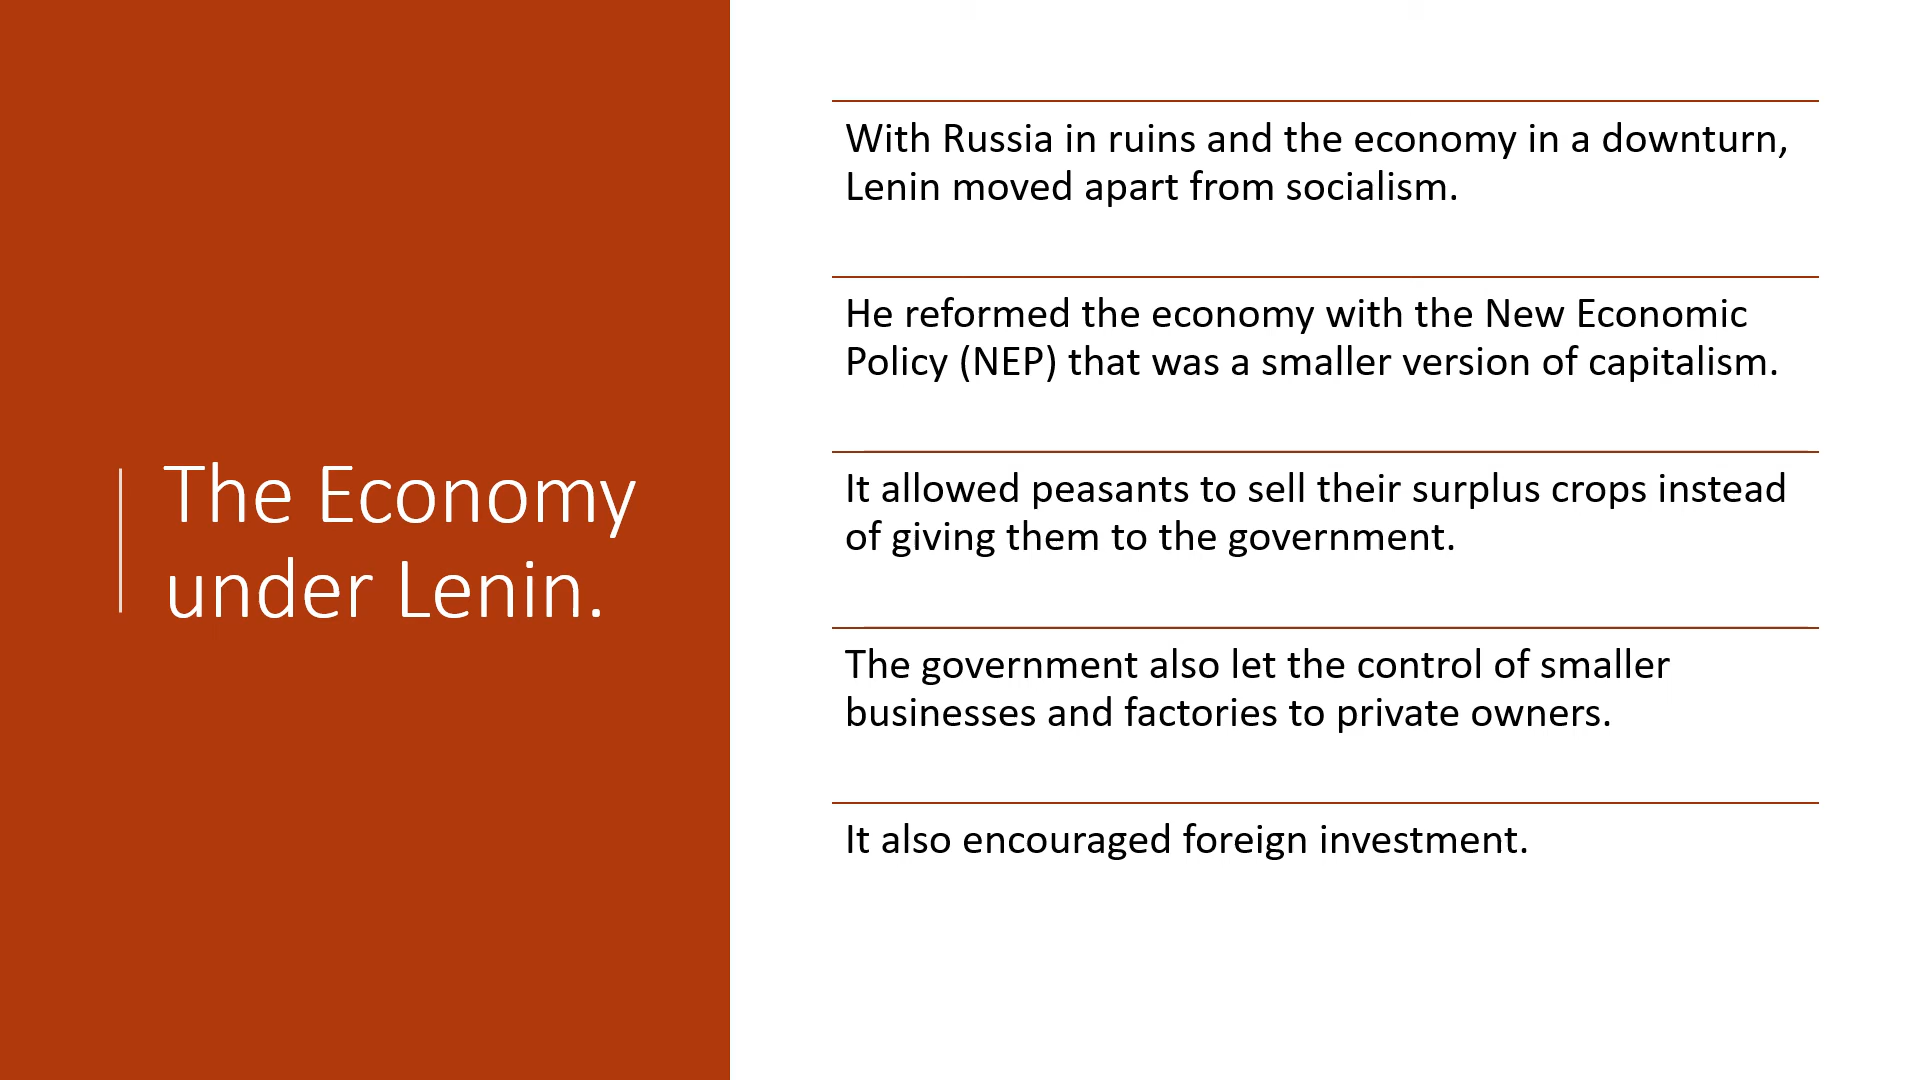 The Economy
under Lenin.
With Russia in ruins and the economy in a downturn,
Lenin moved apart from socialism.
He reformed the economy with the New Economic
Policy (NEP) that was a smaller version of capitalism.
It allowed peasants to sell their surplus crops instead
of giving them to the government.
The government also let the control of smaller
businesses and factories to private owners.
It also encouraged foreign investment.